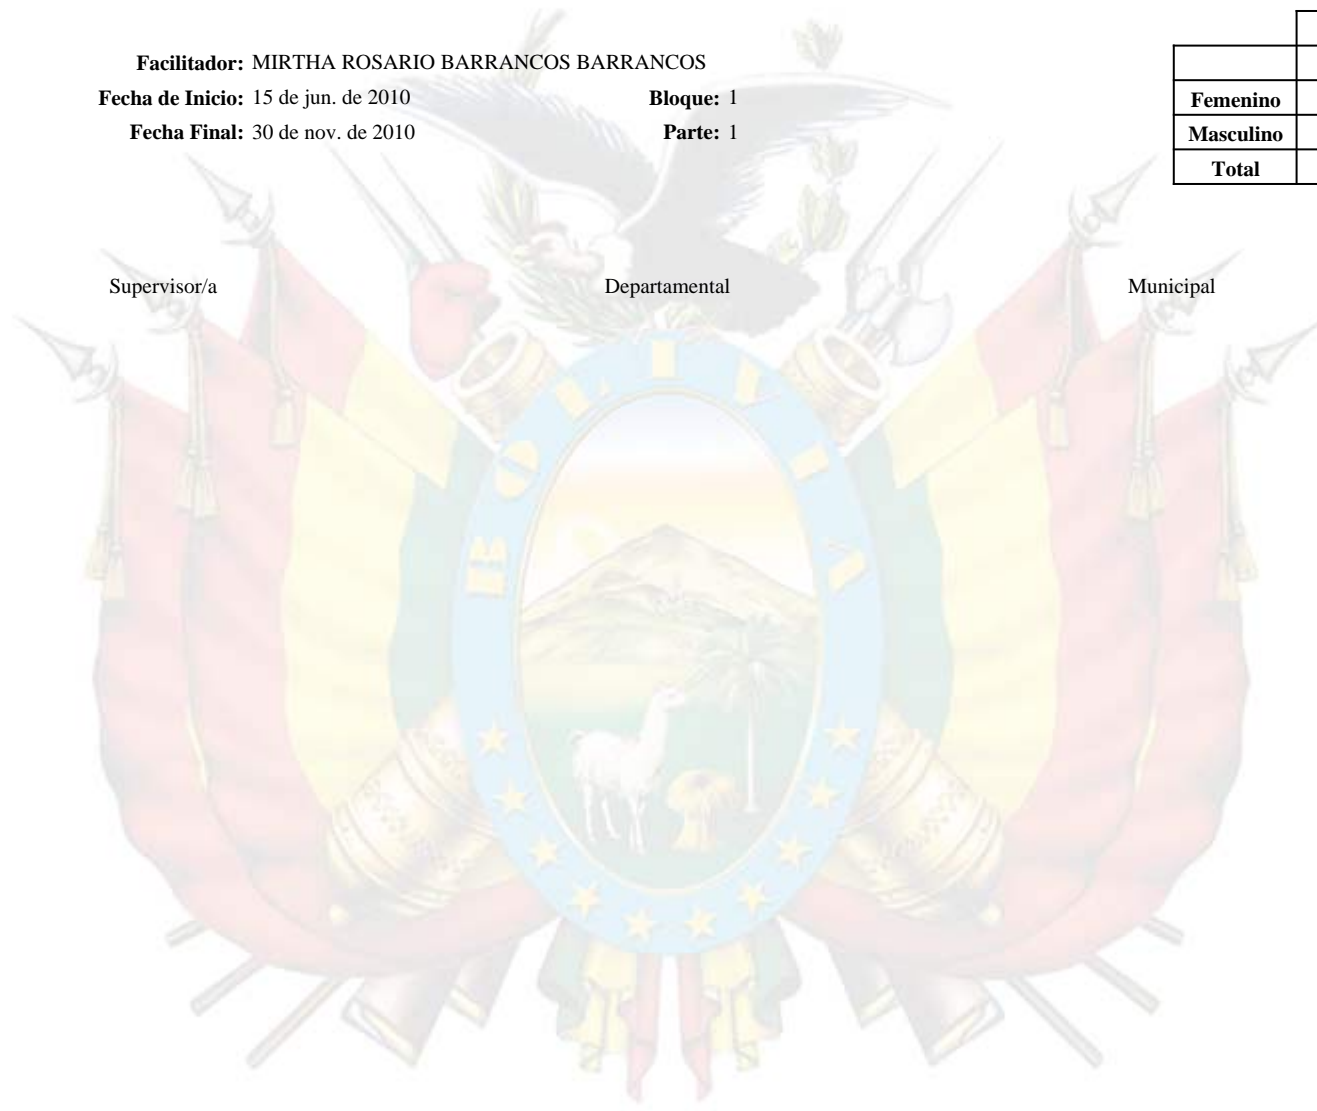 Facilitador: MIRTHA ROSARIO BARRANCOS BARRANCOS
Fecha de Inicio: 15 de jun. de 2010 Bloque: 1
Fecha Final: 30 de nov. de 2010 Parte: 1
Femenino
Masculino
Total
Supervisor/a Departamental Municipal
BOLIVIA